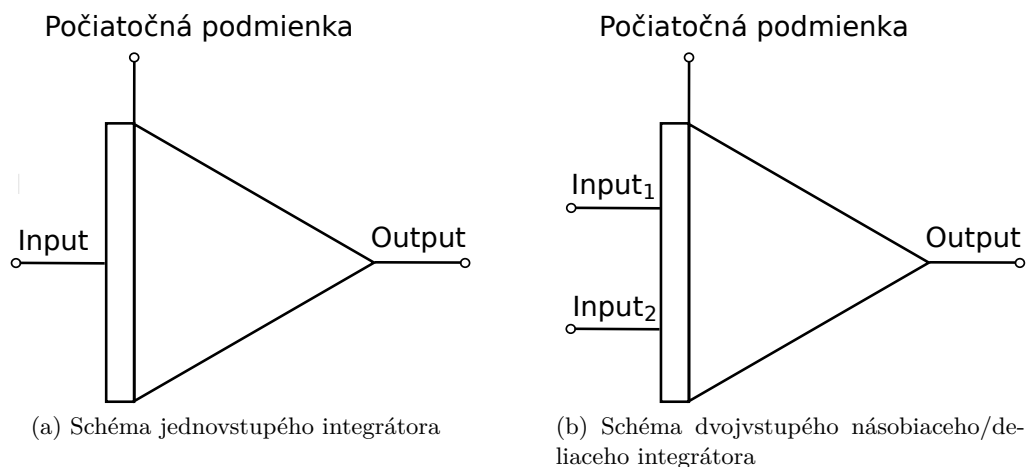 Počiatočná podmienka
Input
Output
(a) Schéma jednovstupého integrátora
Počiatočná podmienka
Input₁
Input₂
Output
(b) Schéma dvojvstupého násobiaceho/de-
liaceho integrátora